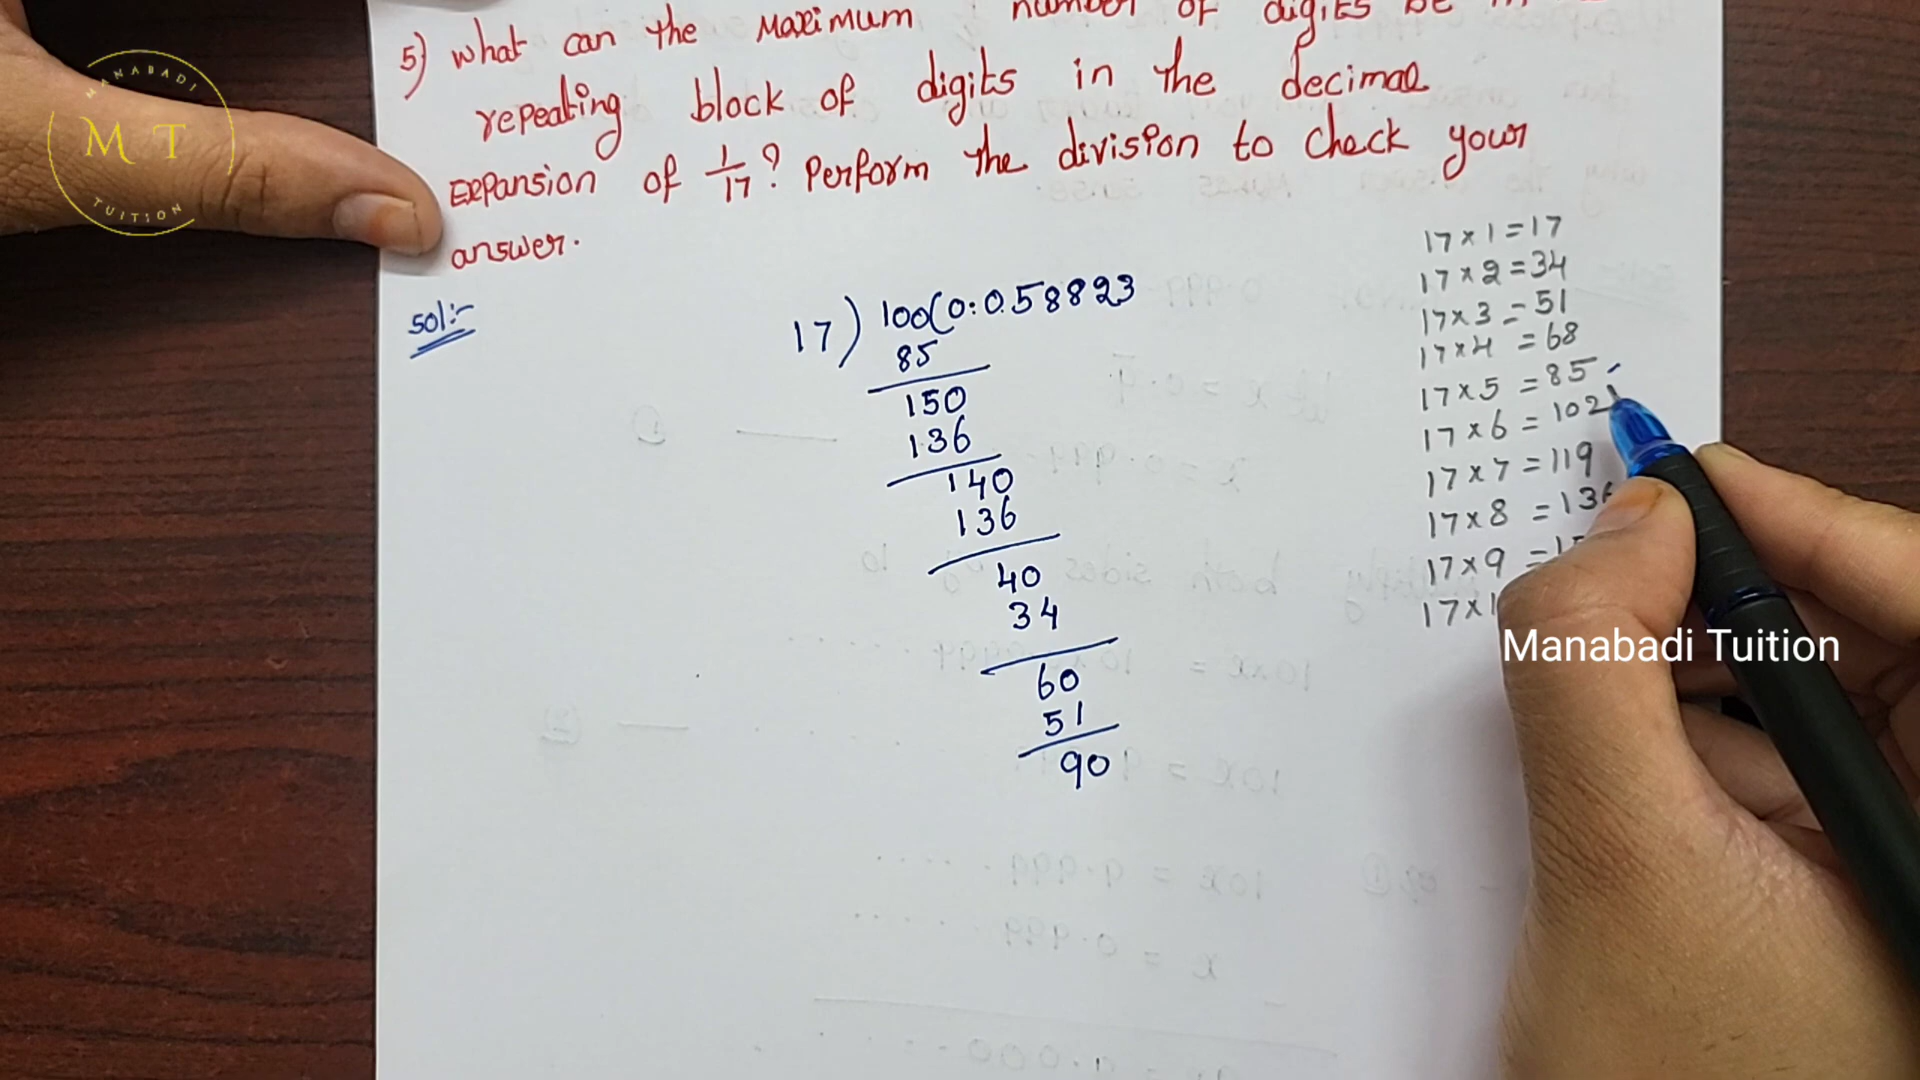 5) what can the Maximum number of digits be in
repeating block of digits in the decimal
Expansion of 1/17? Perform the division to check your
answer.
Sol:-
17) 100(0.058823
85
150
136
140
136
40
34
60
51
90
17 x 1 = 17
17 x 2 = 34
17 x 3 = 51
17 x 4 = 68
17 x 5 = 85
17 x 6 = 102
17 x 7 = 119
17 x 8 = 136
17 x 9 =
17 x
MANABADI
M T
TUITION
Manabadi Tuition